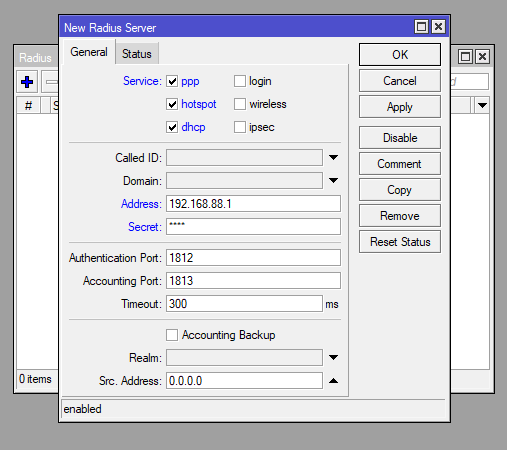 New Radius Server
Radius
General
Status
OK
Cancel
Apply
Disable
Comment
Copy
Remove
Reset Status
Service:
ppp
login
hotspot
wireless
dhcp
ipsec
#
Called ID:
Domain:
Address:
192.168.88.1
Secret:
****
Authentication Port:
1812
Accounting Port:
1813
Timeout:
300
ms
Accounting Backup
Realm:
Src. Address:
0.0.0.0
0 items
enabled